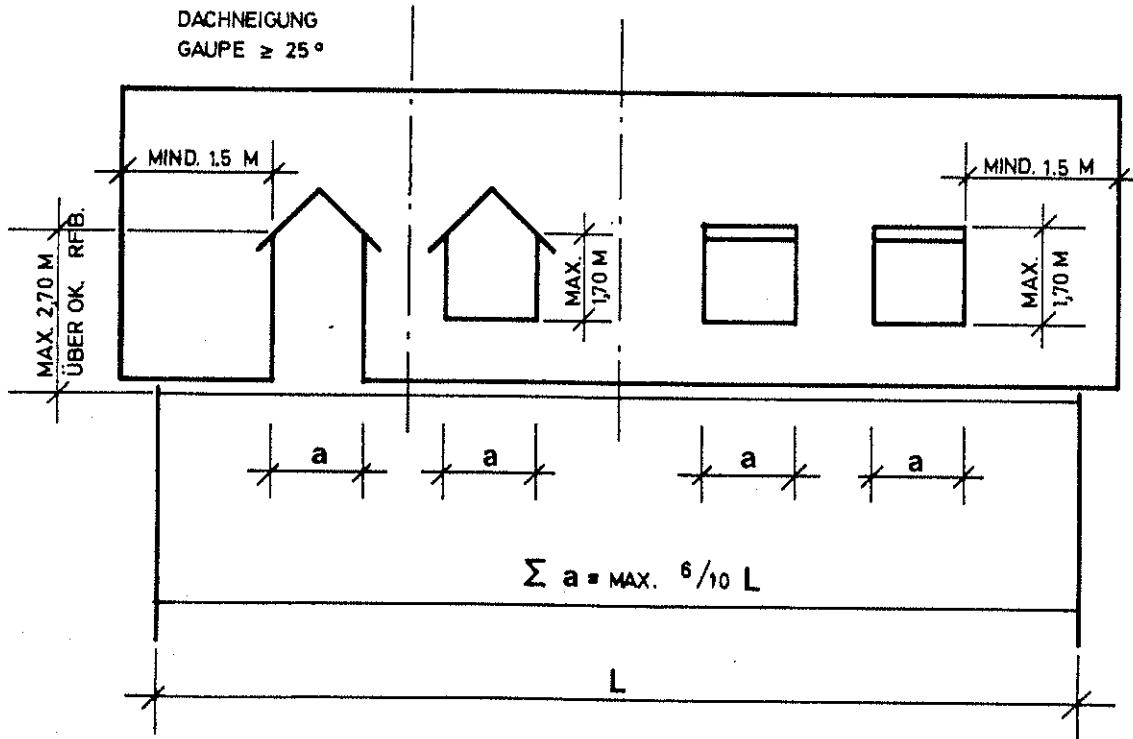 DACHNEIGUNG
GAUPE ≥ 25°
MIND. 1.5 M
MIND. 1.5 M
MAX. 2,70 M
ÜBER OK. RFB.
MAX.
1,70 M
MAX.
1,70 M
a
a
a
a
Σ a = MAX. 6/10 L
L